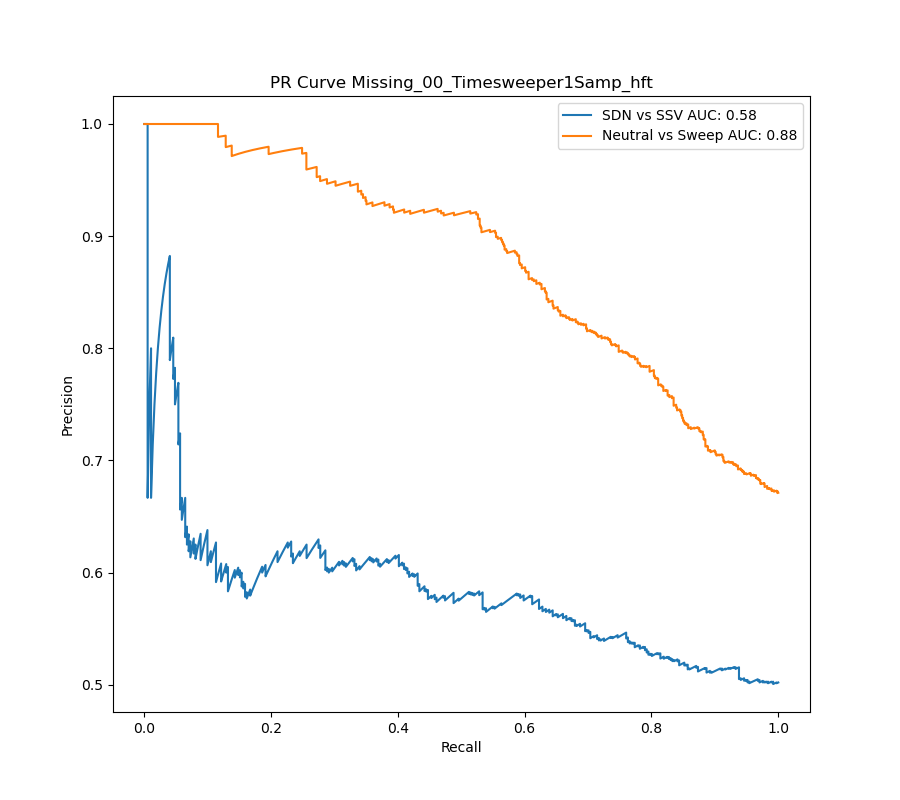 PR Curve Missing_00_Timesweeper1Samp_hft
SDN vs SSV AUC: 0.58
Neutral vs Sweep AUC: 0.88
1.0
0.9
0.8
0.7
0.6
0.5
Precision
0.0 0.2 0.4 0.6 0.8 1.0
Recall